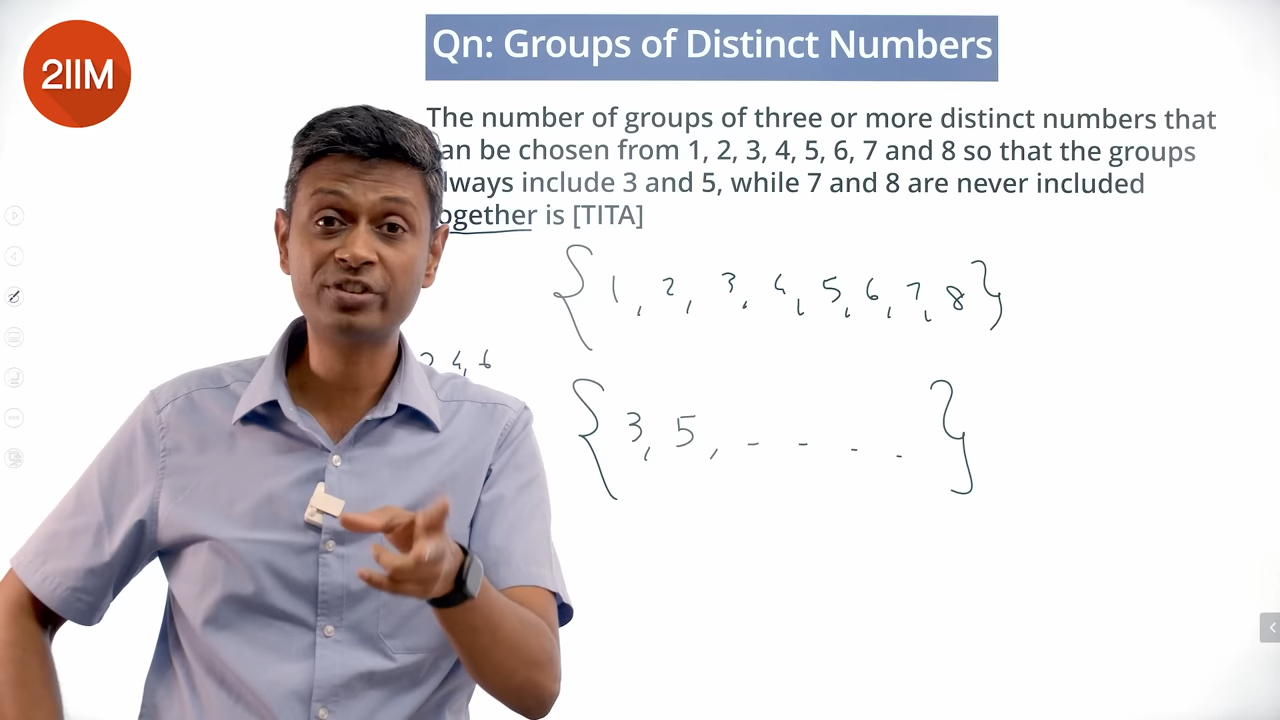 2IIM
Qn: Groups of Distinct Numbers
The number of groups of three or more distinct numbers that
an be chosen from 1, 2, 3, 4, 5, 6, 7 and 8 so that the groups
lways include 3 and 5, while 7 and 8 are never included
ogether is [TITA]
{1, 2, 3, 4, 5, 6, 7, 8}
4, 6
{3, 5, - - - - }